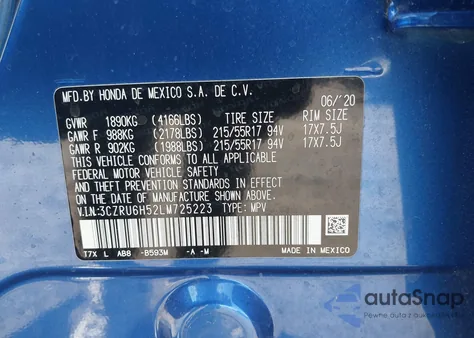 MFD.BY HONDA DE MEXICO S.A. DE C.V.
06/'20
GVWR 1890KG (4166LBS) TIRE SIZE RIM SIZE
GAWR F 988KG (2178LBS) 215/55R17 94V 17X7.5J
GAWR R 902KG (1988LBS) 215/55R17 94V 17X7.5J
THIS VEHICLE CONFORMS TO ALL APPLICABLE
FEDERAL MOTOR VEHICLE SAFETY
AND THEFT PREVENTION STANDARDS IN EFFECT ON THE
DATE OF MANUFACTURE SHOWN ABOVE.
V.I.N:3CZRU6H52LM725223 TYPE: MPV
T7X L AB8 -B593M -A -M MADE IN MEXICO
autoSnap
Pewne auta z